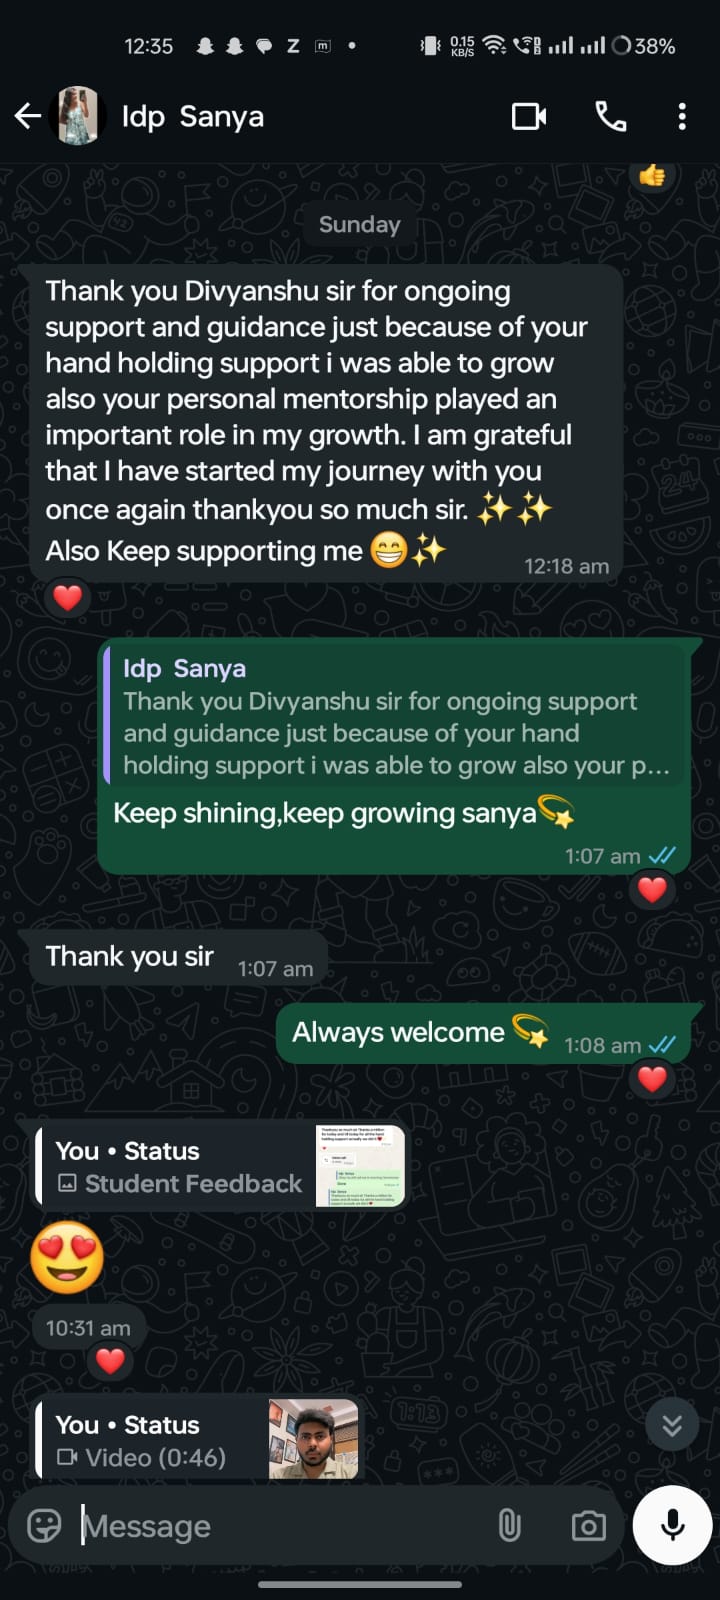 12:35 Z m 0.15 KB/S 38%
Idp Sanya
Sunday
Thank you Divyanshu sir for ongoing
support and guidance just because of your
hand holding support i was able to grow
also your personal mentorship played an
important role in my growth. I am grateful
that I have started my journey with you
once again thankyou so much sir. ✨✨
Also Keep supporting me 😁✨
12:18 am
Idp Sanya
Thank you Divyanshu sir for ongoing support
and guidance just because of your hand
holding support i was able to grow also your p...
Keep shining,keep growing sanya💫
1:07 am
Thank you sir 1:07 am
Always welcome 💫 1:08 am
You • Status
Student Feedback
10:31 am
You • Status
Video (0:46)
Message